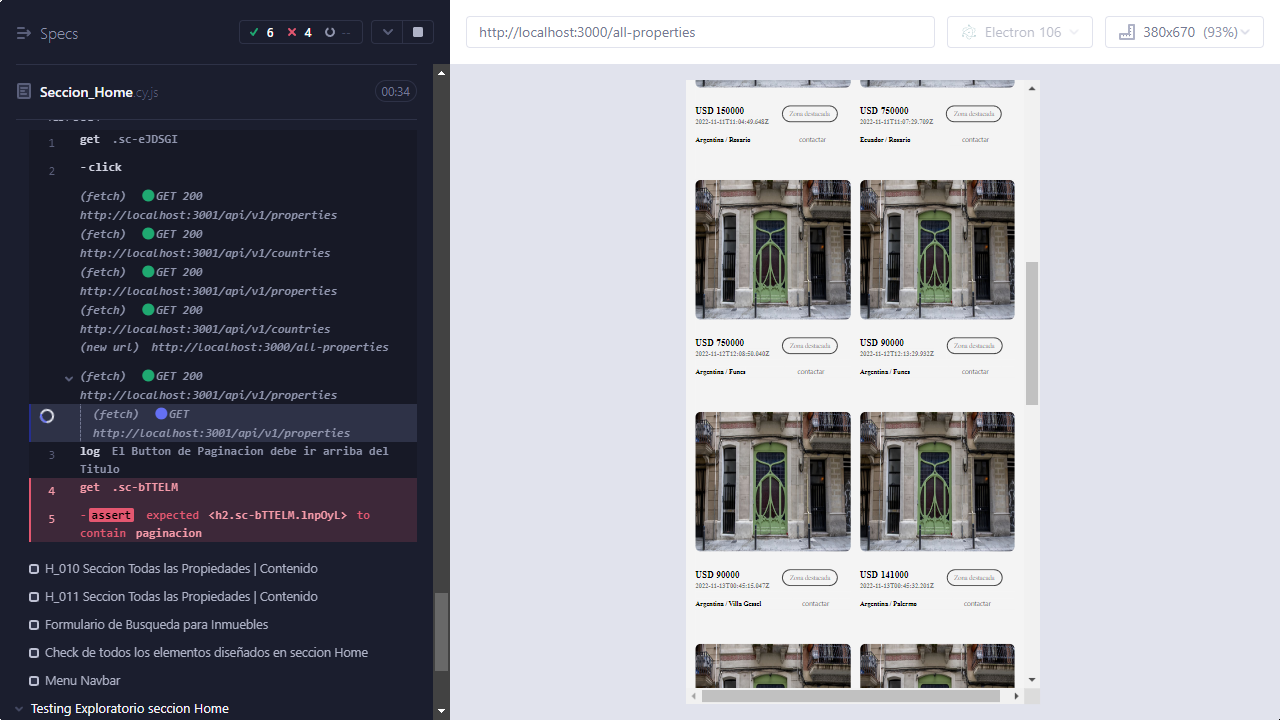 Specs
6
4
--
Seccion_Home.cy.js
00:34
1 get .sc-eJDSGI
2 -click
(fetch) GET 200
http://localhost:3001/api/v1/properties
(fetch) GET 200
http://localhost:3001/api/v1/countries
(fetch) GET 200
http://localhost:3001/api/v1/properties
(fetch) GET 200
http://localhost:3001/api/v1/countries
(new url) http://localhost:3000/all-properties
(fetch) GET 200
http://localhost:3001/api/v1/properties
(fetch) GET
http://localhost:3001/api/v1/properties
3 log El Button de Paginacion debe ir arriba del
Titulo
4 get .sc-bTTELM
5 -assert expected <h2.sc-bTTELM.lnpOyL> to
contain paginacion
H_010 Seccion Todas las Propiedades | Contenido
H_011 Seccion Todas las Propiedades | Contenido
Formulario de Busqueda para Inmuebles
Check de todos los elementos diseñados en seccion Home
Menu Navbar
Testing Exploratorio seccion Home
http://localhost:3000/all-properties
Electron 106
380x670 (93%)
USD 150000 Zona destacada
2022-11-11T11:04:49.648Z
Argentina / Rosario contactar
USD 750000 Zona destacada
2022-11-11T11:07:29.709Z
Ecuador / Rosario contactar
USD 750000 Zona destacada
2022-11-12T12:08:50.040Z
Argentina / Funes contactar
USD 90000 Zona destacada
2022-11-12T12:13:29.932Z
Argentina / Funes contactar
USD 90000 Zona destacada
2022-11-13T00:45:15.047Z
Argentina / Villa Gessel contactar
USD 141000 Zona destacada
2022-11-13T00:45:32.201Z
Argentina / Palermo contactar